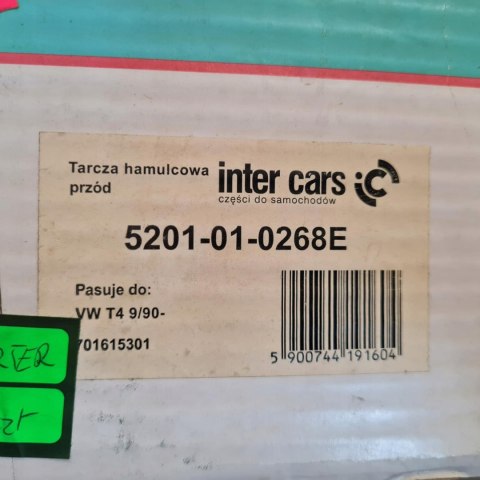 Tarcza hamulcowa
przód
inter cars ic
części do samochodów
5201-01-0268E
Pasuje do:
VW T4 9/90-
701615301
5 900744 191604